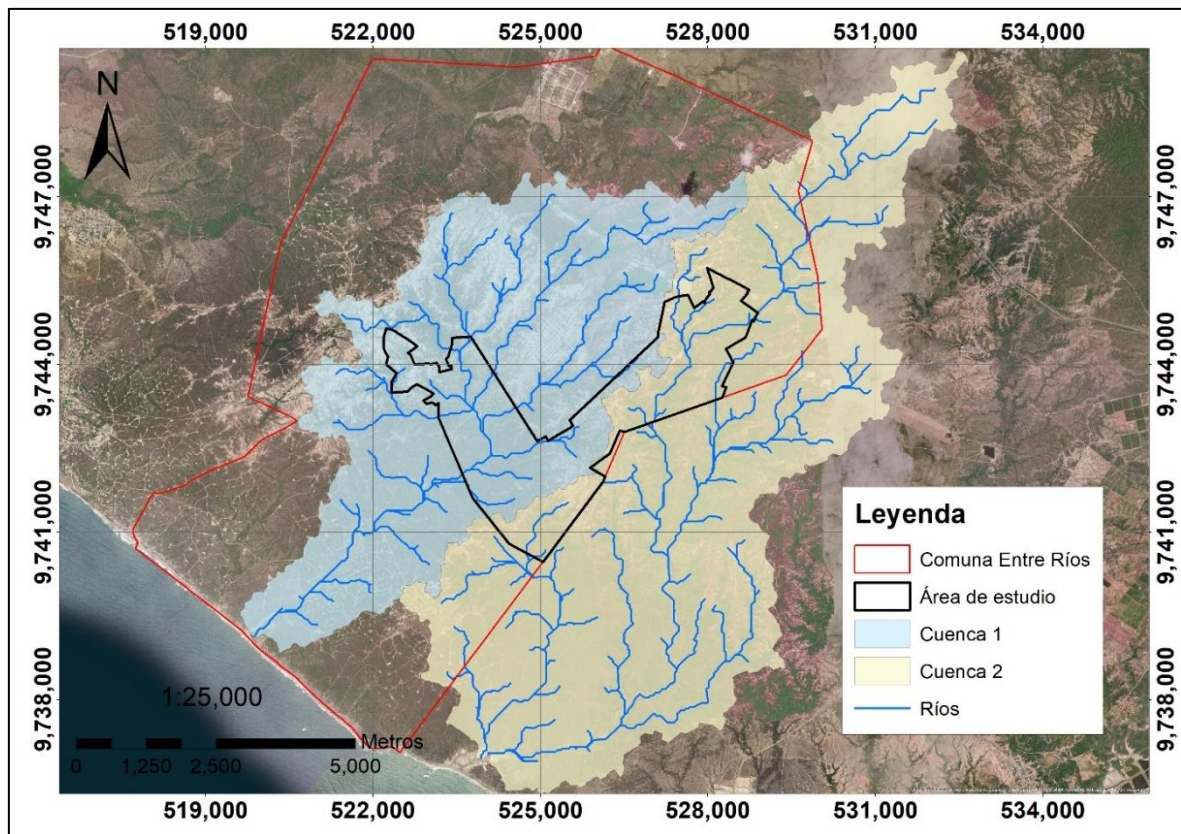 519,000 522,000 525,000 528,000 531,000 534,000
N
9,747,000 9,747,000
9,744,000 9,744,000
9,741,000 9,741,000
9,738,000 9,738,000
Leyenda
Comuna Entre Ríos
Área de estudio
Cuenca 1
Cuenca 2
Ríos
1:25,000
Metros
0 1,250 2,500 5,000
519,000 522,000 525,000 528,000 531,000 534,000